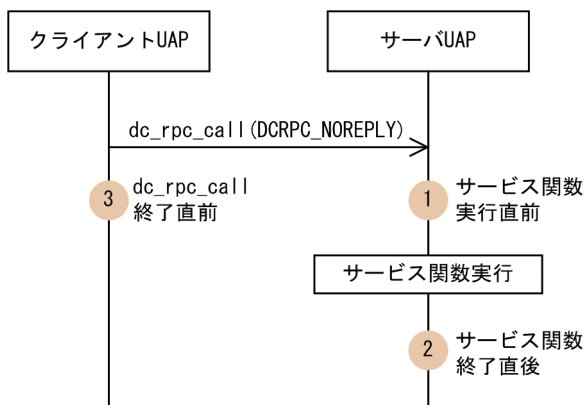 クライアントUAP
サーバUAP
dc_rpc_call(DCRPC_NOREPLY)
3
dc_rpc_call
終了直前
1
サービス関数
実行直前
サービス関数実行
2
サービス関数
終了直後